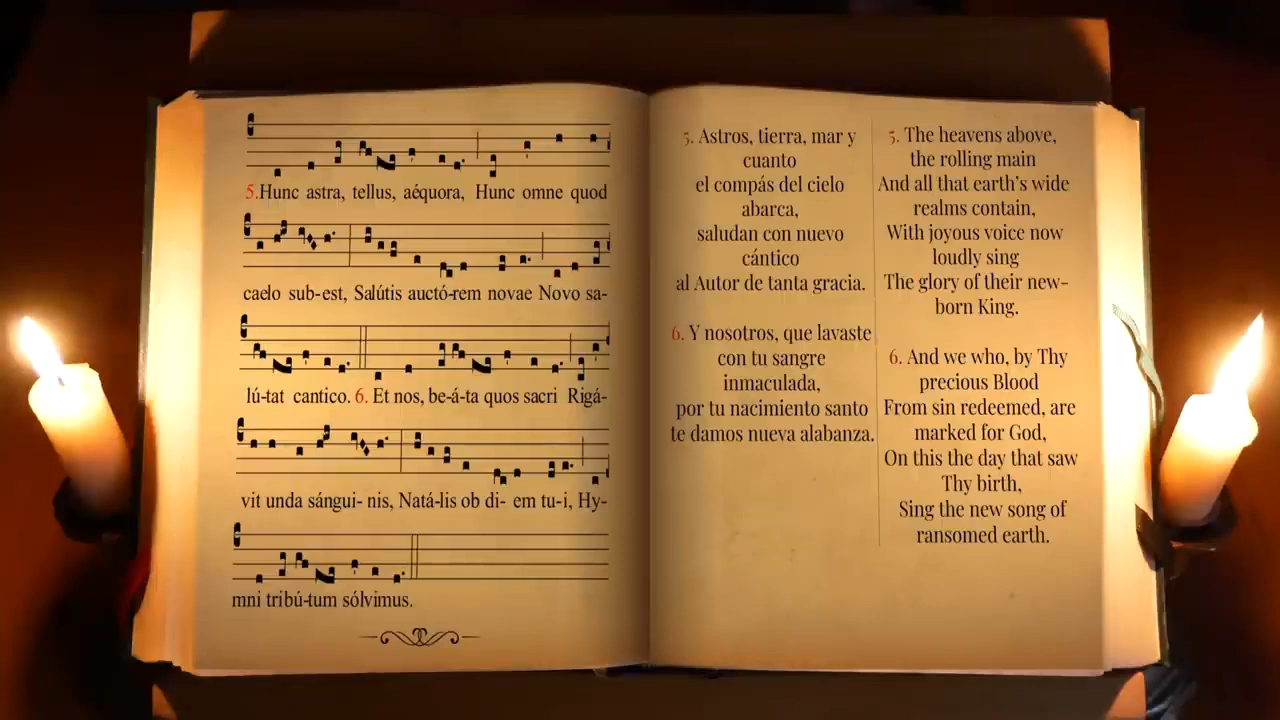 5.Hunc astra, tellus, aéquora, Hunc omne quod
caelo sub-est, Salútis auctó-rem novae Novo sa-
lú-tat cantico. 6. Et nos, be-á-ta quos sacri Rigá-
vit unda sángui- nis, Natá-lis ob di- em tu-i, Hy-
mni tribú-tum sólvimus.
5. Astros, tierra, mar y
cuanto
el compás del cielo
abarca,
saludan con nuevo
cántico
al Autor de tanta gracia.
6. Y nosotros, que lavaste
con tu sangre
inmaculada,
por tu nacimiento santo
te damos nueva alabanza.
5. The heavens above,
the rolling main
And all that earth's wide
realms contain,
With joyous voice now
loudly sing
The glory of their new-
born King.
6. And we who, by Thy
precious Blood
From sin redeemed, are
marked for God,
On this the day that saw
Thy birth,
Sing the new song of
ransomed earth.